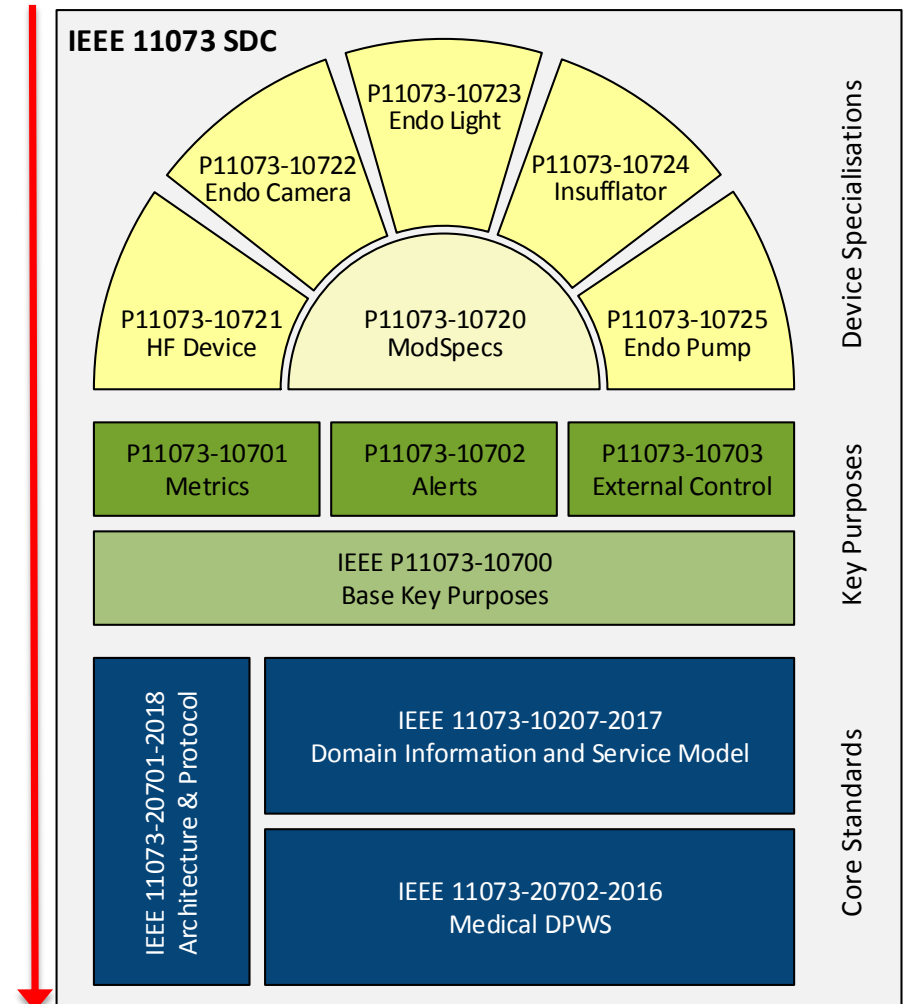 IEEE 11073 SDC
P11073-10723
Endo Light
P11073-10722
Endo Camera
P11073-10724
Insufflator
P11073-10721
HF Device
P11073-10720
ModSpecs
P11073-10725
Endo Pump
Device Specialisations
P11073-10701
Metrics
P11073-10702
Alerts
P11073-10703
External Control
IEEE P11073-10700
Base Key Purposes
Key Purposes
IEEE 11073-20701-2018
Architecture & Protocol
IEEE 11073-10207-2017
Domain Information and Service Model
IEEE 11073-20702-2016
Medical DPWS
Core Standards